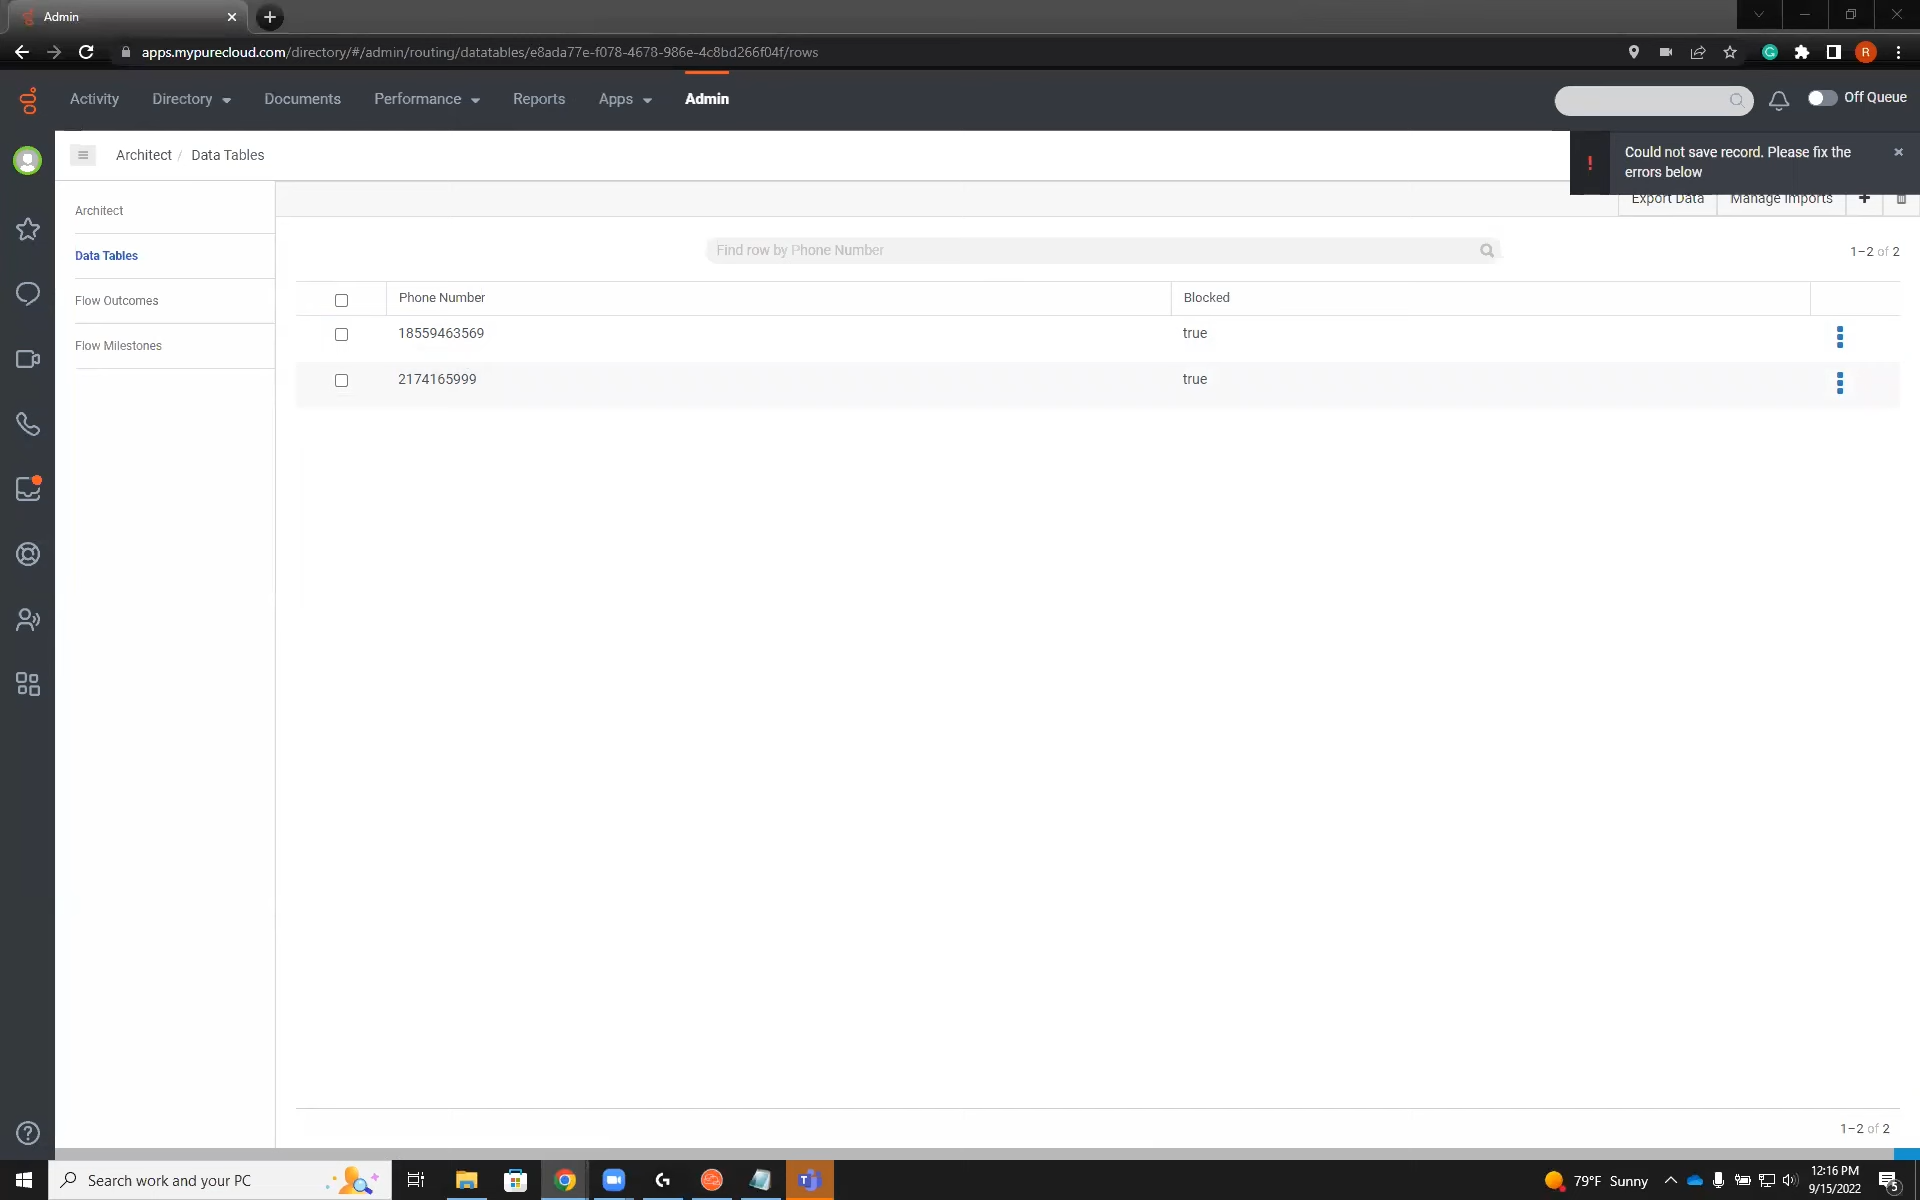 Admin
apps.mypurecloud.com/directory/#/admin/routing/datatables/e8ada77e-f078-4678-986e-4c8bd266f04f/rows
R
Activity Directory Documents Performance Reports Apps Admin Off Queue
Architect / Data Tables
Could not save record. Please fix the
errors below
Export Data Manage Imports
Architect
Data Tables
Flow Outcomes
Flow Milestones
Find row by Phone Number
1–2 of 2
Phone Number Blocked
18559463569 true
2174165999 true
1–2 of 2
Search work and your PC
79°F Sunny
12:16 PM
9/15/2022
5